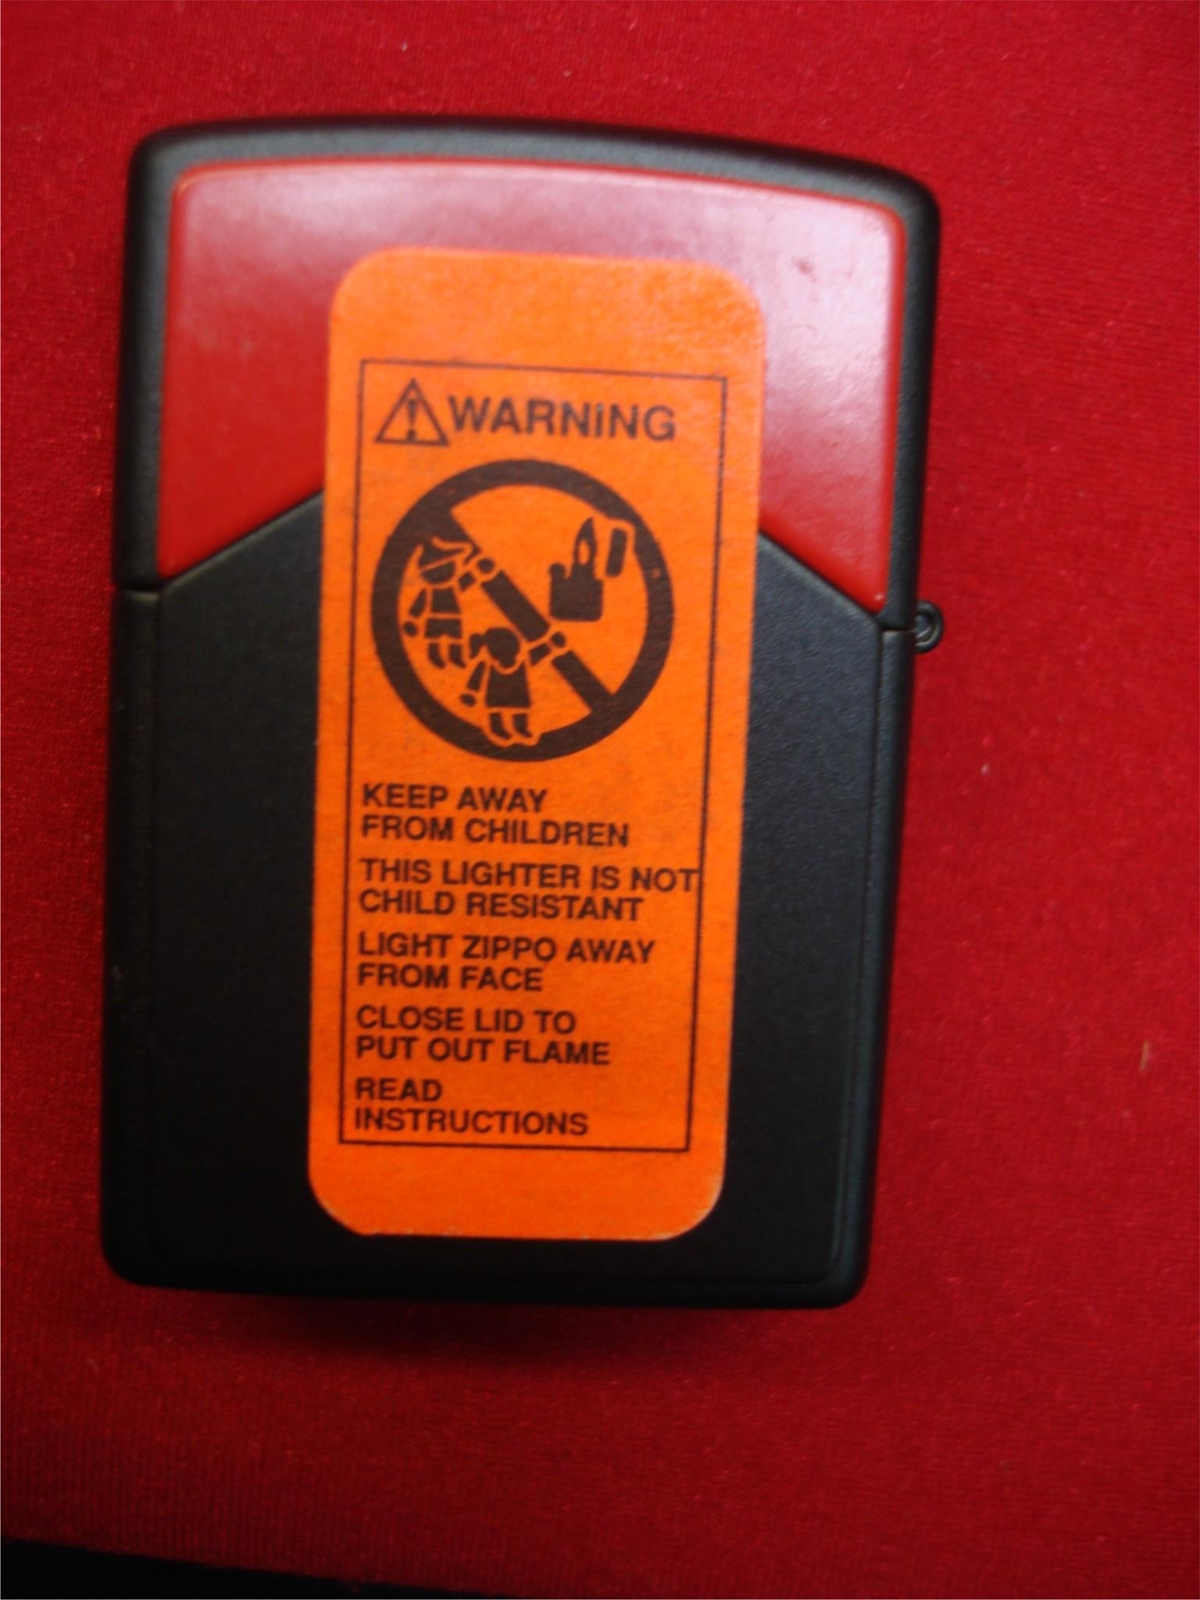 WARNING
KEEP AWAY
FROM CHILDREN
THIS LIGHTER IS NOT
CHILD RESISTANT
LIGHT ZIPPO AWAY
FROM FACE
CLOSE LID TO
PUT OUT FLAME
READ
INSTRUCTIONS